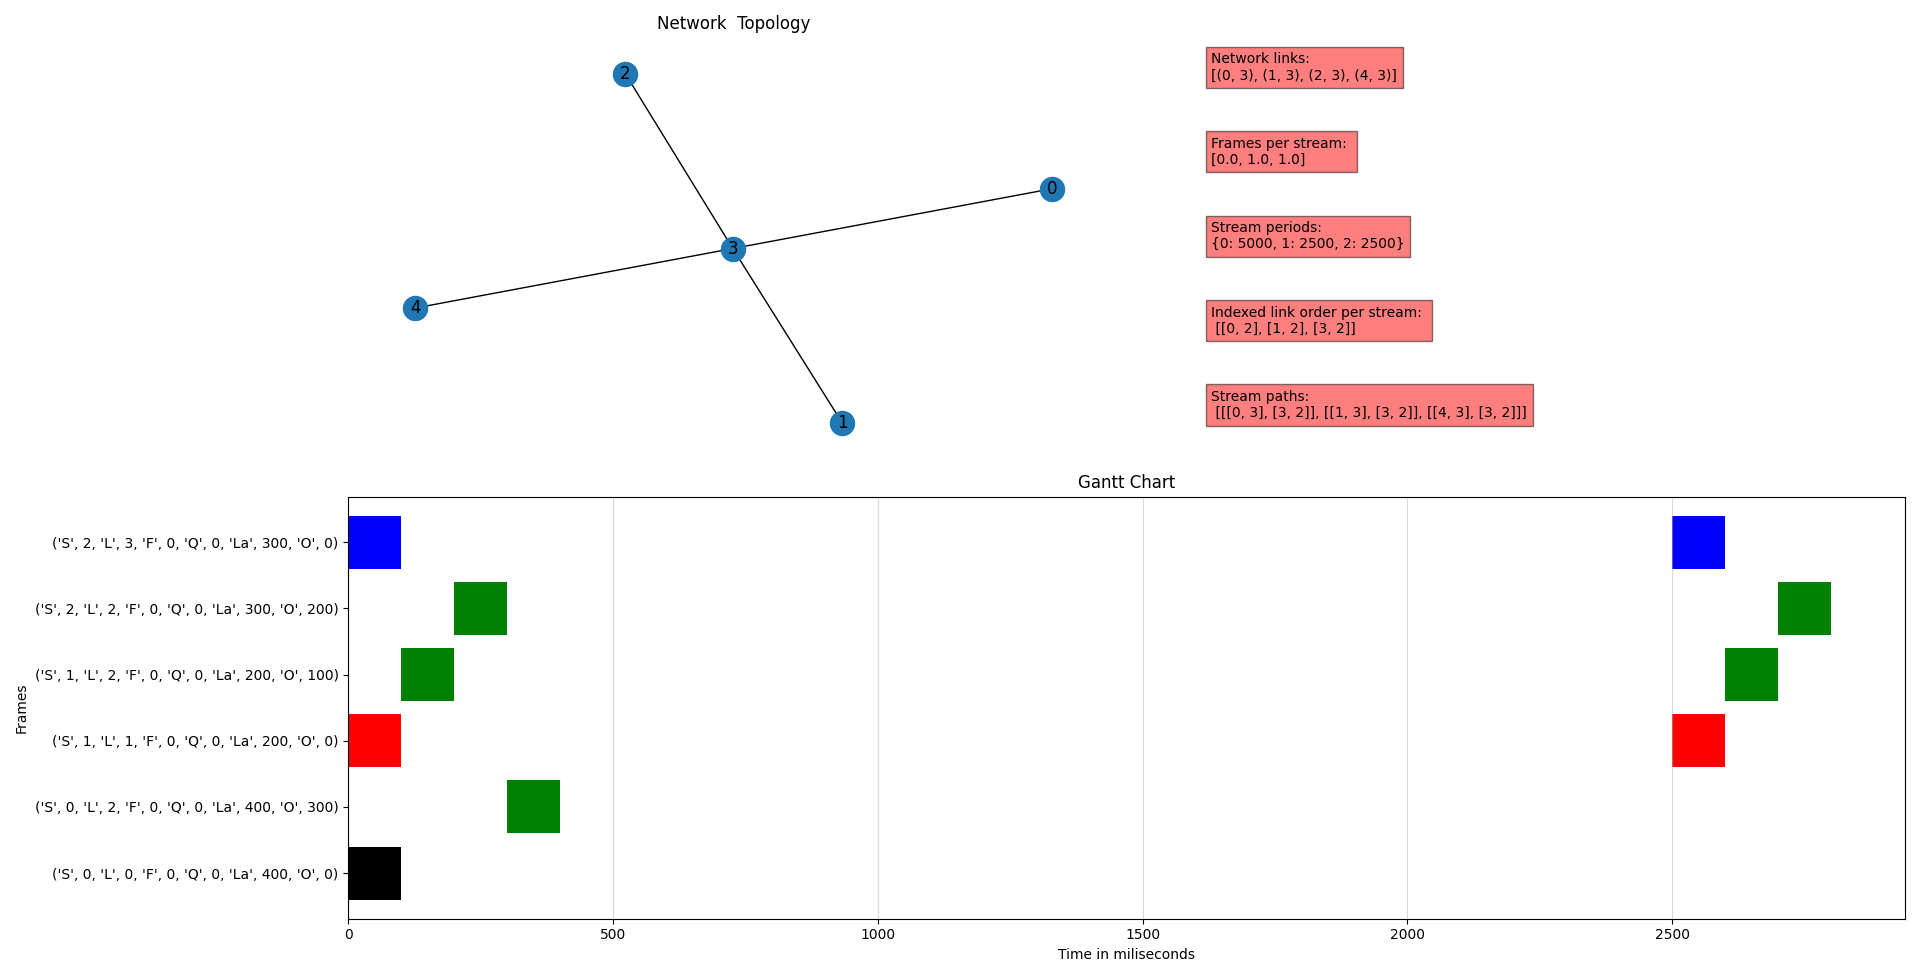 Network  Topology
2
0
3
4
1
Network links:
[(0, 3), (1, 3), (2, 3), (4, 3)]
Frames per stream:
[0.0, 1.0, 1.0]
Stream periods:
{0: 5000, 1: 2500, 2: 2500}
Indexed link order per stream:
[[0, 2], [1, 2], [3, 2]]
Stream paths:
[[[0, 3], [3, 2]], [[1, 3], [3, 2]], [[4, 3], [3, 2]]]
Gantt Chart
Frames
('S', 2, 'L', 3, 'F', 0, 'Q', 0, 'La', 300, 'O', 0)
('S', 2, 'L', 2, 'F', 0, 'Q', 0, 'La', 300, 'O', 200)
('S', 1, 'L', 2, 'F', 0, 'Q', 0, 'La', 200, 'O', 100)
('S', 1, 'L', 1, 'F', 0, 'Q', 0, 'La', 200, 'O', 0)
('S', 0, 'L', 2, 'F', 0, 'Q', 0, 'La', 400, 'O', 300)
('S', 0, 'L', 0, 'F', 0, 'Q', 0, 'La', 400, 'O', 0)
0 500 1000 1500 2000 2500
Time in miliseconds